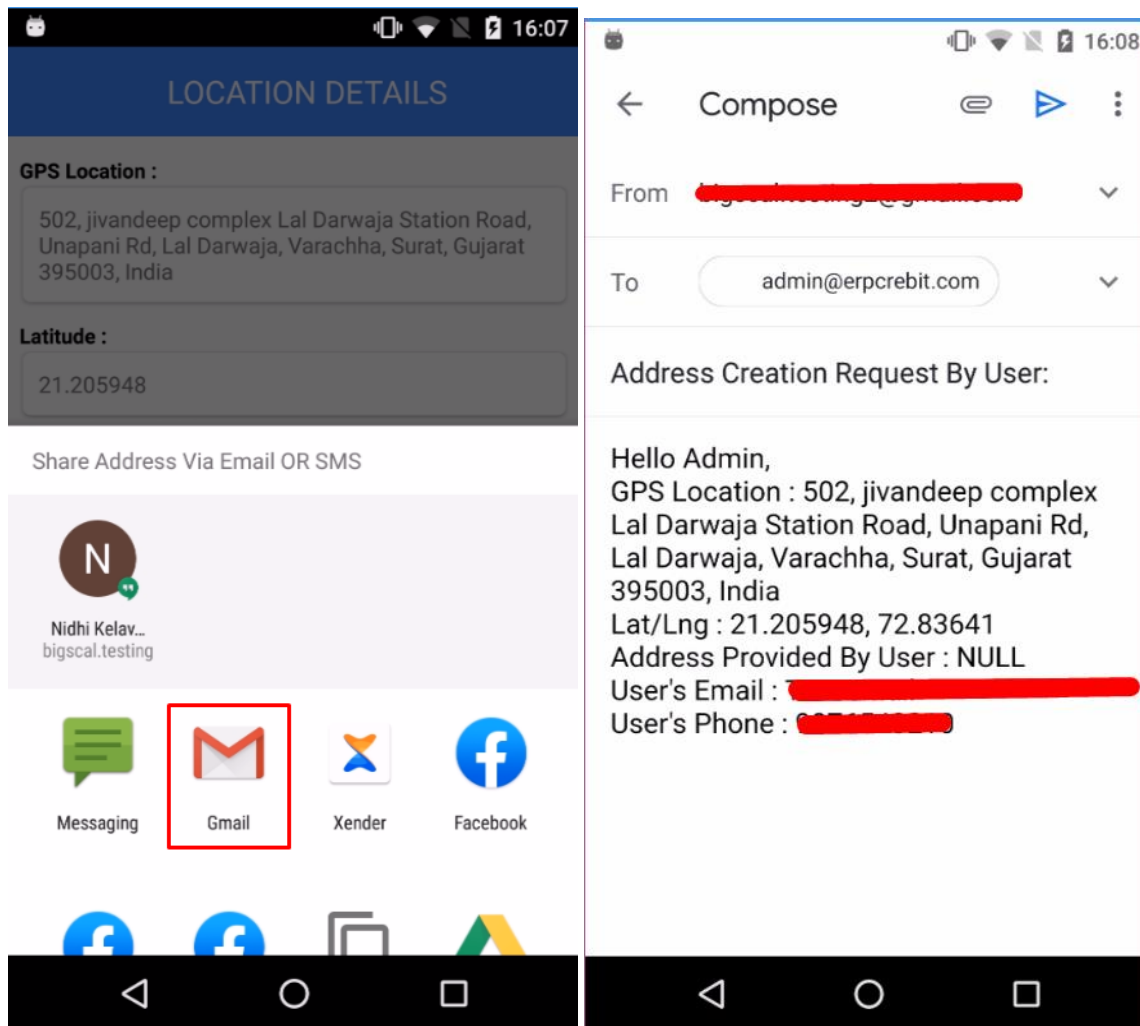 16:07
LOCATION DETAILS
GPS Location :
502, jivandeep complex Lal Darwaja Station Road,
Unapani Rd, Lal Darwaja, Varachha, Surat, Gujarat
395003, India
Latitude :
21.205948
Share Address Via Email OR SMS
N
Nidhi Kelav...
bigscal.testing
Messaging
Gmail
Xender
Facebook
16:08
Compose
From
To
admin@erpcrebit.com
Address Creation Request By User:
Hello Admin,
GPS Location : 502, jivandeep complex
Lal Darwaja Station Road, Unapani Rd,
Lal Darwaja, Varachha, Surat, Gujarat
395003, India
Lat/Lng : 21.205948, 72.83641
Address Provided By User : NULL
User's Email :
User's Phone :